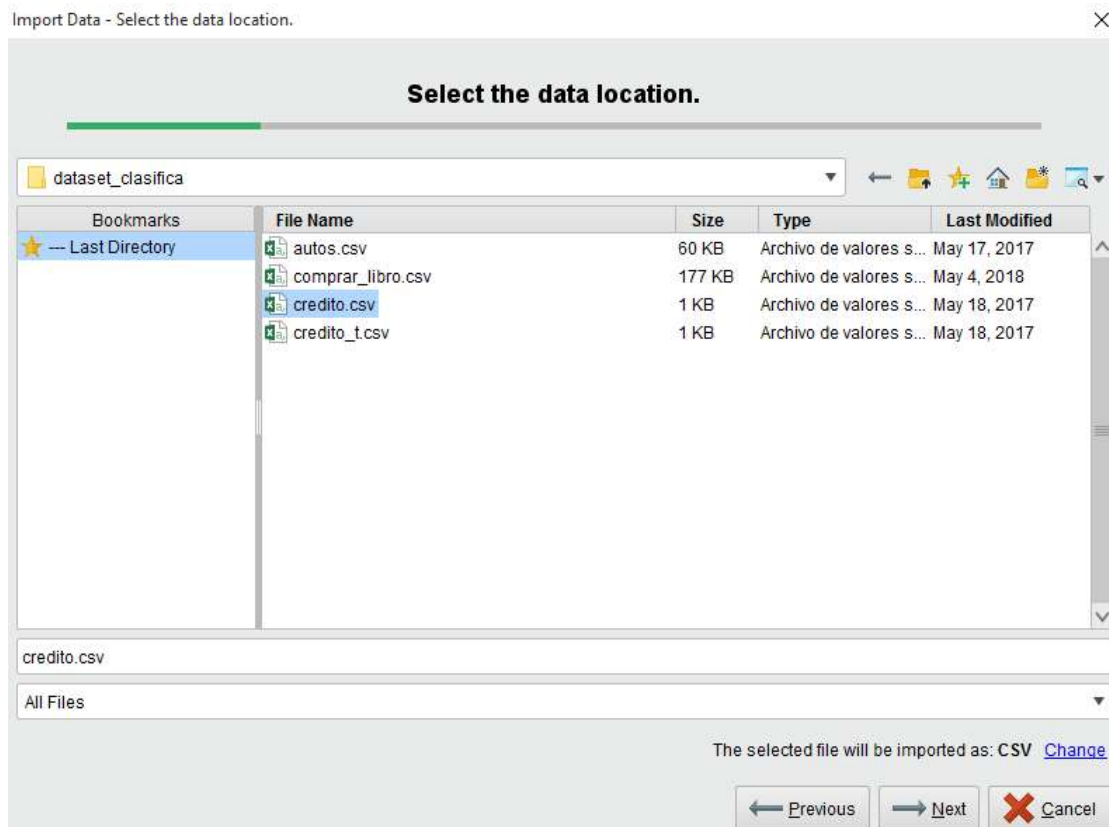 Import Data - Select the data location.
Select the data location.
dataset_clasifica
Bookmarks File Name Size Type Last Modified
--- Last Directory autos.csv 60 KB Archivo de valores s... May 17, 2017
comprar_libro.csv 177 KB Archivo de valores s... May 4, 2018
credito.csv 1 KB Archivo de valores s... May 18, 2017
credito_t.csv 1 KB Archivo de valores s... May 18, 2017
credito.csv
All Files
The selected file will be imported as: CSV Change
Previous Next Cancel